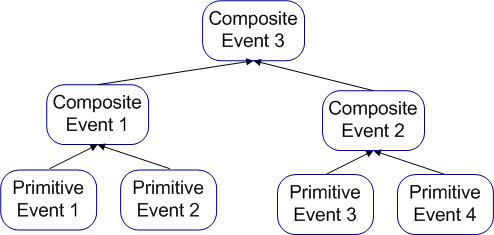 Composite
Event 3
Composite
Event 1
Composite
Event 2
Primitive
Event 1
Primitive
Event 2
Primitive
Event 3
Primitive
Event 4